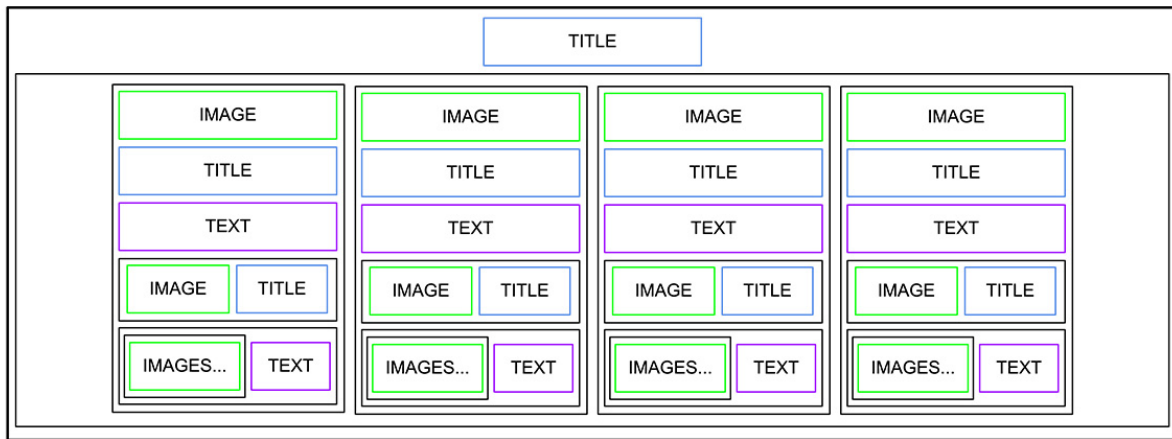 TITLE
IMAGE IMAGE IMAGE IMAGE
TITLE TITLE TITLE TITLE
TEXT TEXT TEXT TEXT
IMAGE TITLE IMAGE TITLE IMAGE TITLE IMAGE TITLE
IMAGES... TEXT IMAGES... TEXT IMAGES... TEXT IMAGES... TEXT